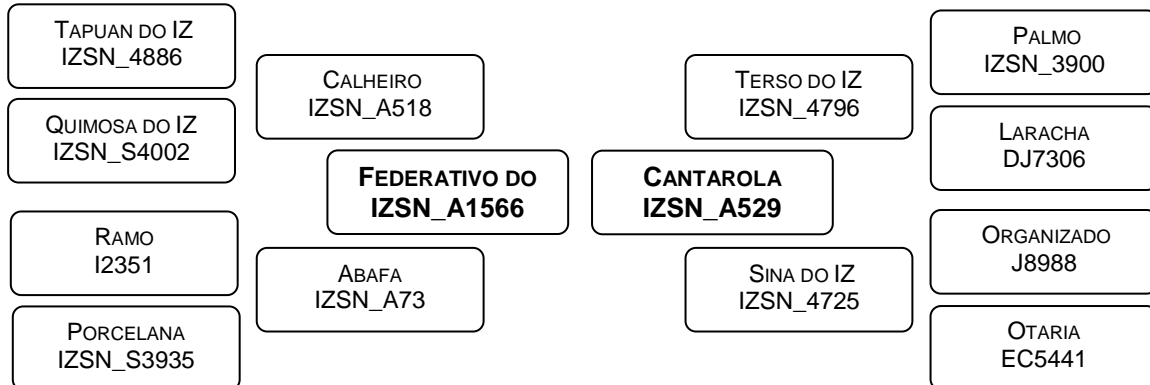 TAPUAN DO IZ
IZSN_4886
QUIMOSA DO IZ
IZSN_S4002
CALHEIRO
IZSN_A518
FEDERATIVO DO
IZSN_A1566
RAMO
I2351
PORCELANA
IZSN_S3935
ABAFA
IZSN_A73
TERSO DO IZ
IZSN_4796
CANTAROLA
IZSN_A529
SINA DO IZ
IZSN_4725
PALMO
IZSN_3900
LARACHA
DJ7306
ORGANIZADO
J8988
OTARIA
EC5441